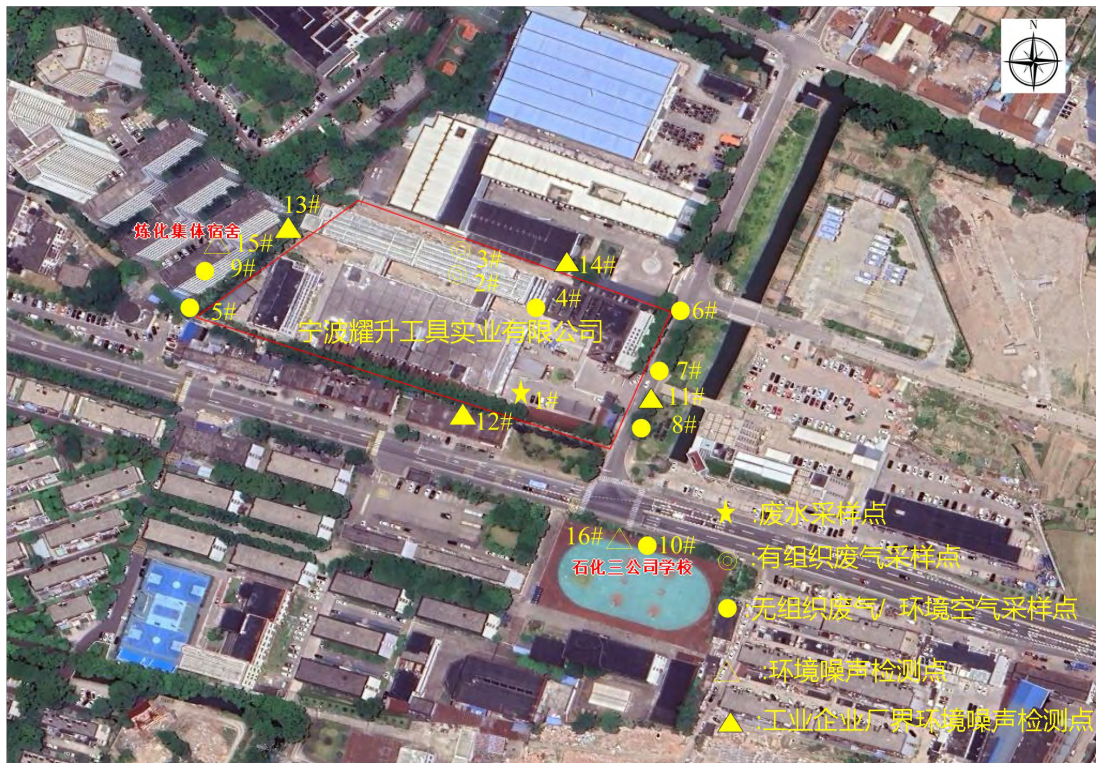 N
13#
炼化集体宿舍
15#
3#
14#
9#
2#
5#
4#
6#
宁波耀升工具实业有限公司
7#
1#
11#
12#
8#
:废水采样点
16#
10#
石化三公司学校
:有组织废气采样点
:无组织废气/ 环境空气采样点
:环境噪声检测点
:工业企业厂界环境噪声检测点